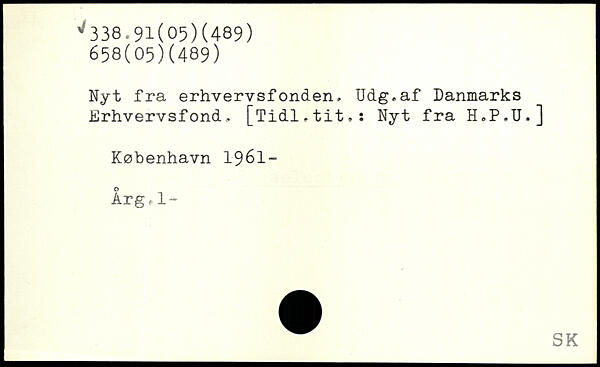 338.91(05)(489)
658(05)(489)
Nyt fra erhvervsfonden. Udg.af Danmarks
Erhvervsfond. [Tidl.tit.: Nyt fra H.P.U.]
København 1961-
Årg.1-
SK